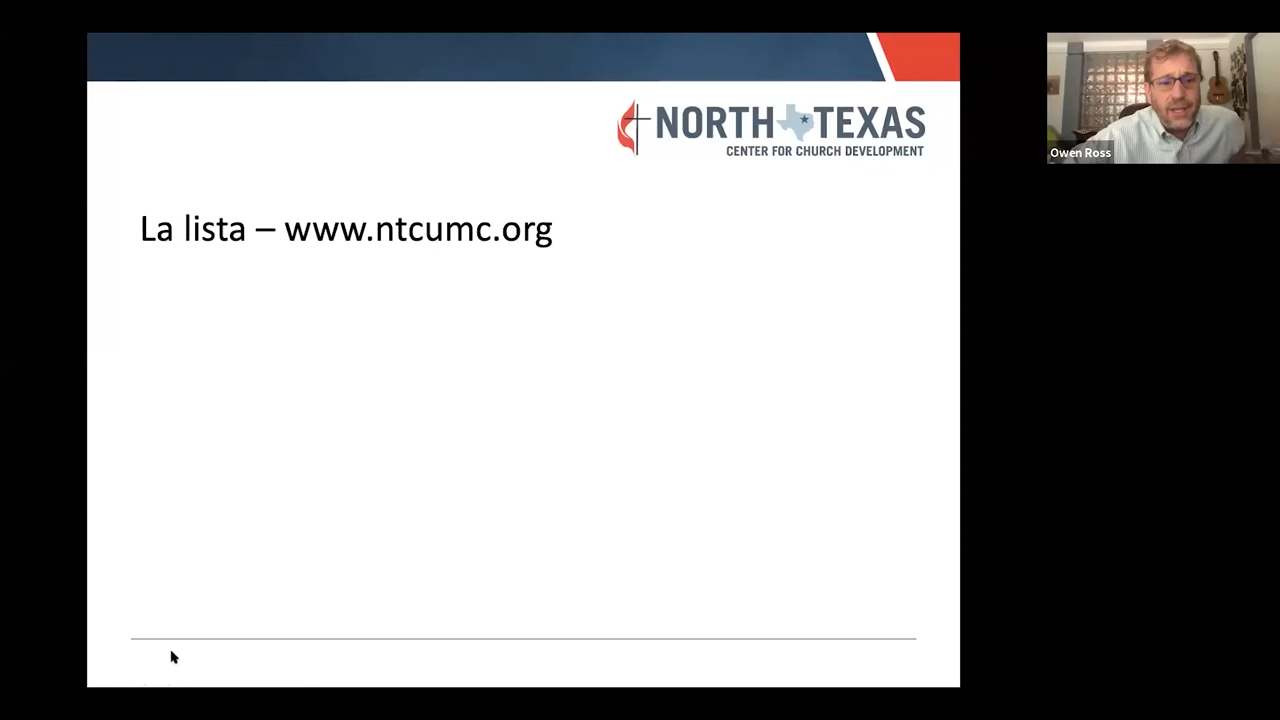 NORTH TEXAS
CENTER FOR CHURCH DEVELOPMENT
Owen Ross
La lista – www.ntcumc.org